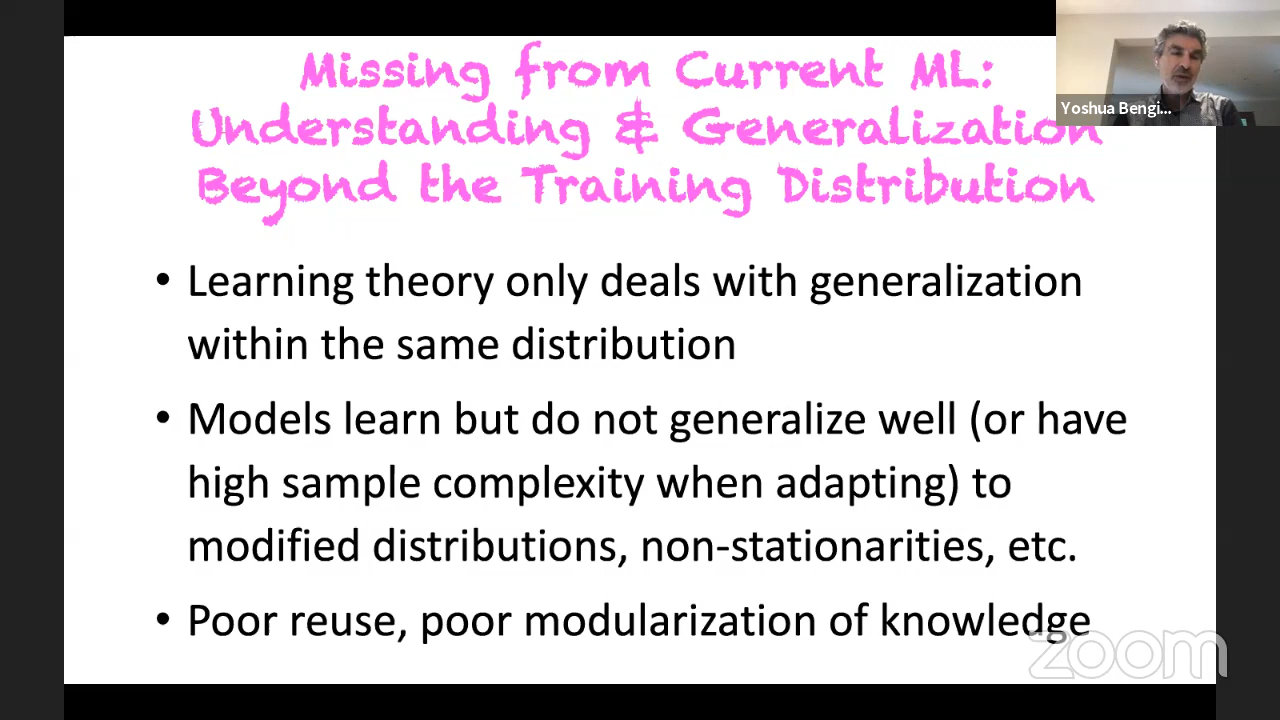 Missing from Current ML:
Understanding & Generalization
Beyond the Training Distribution
Yoshua Bengi...
• Learning theory only deals with generalization
within the same distribution
• Models learn but do not generalize well (or have
high sample complexity when adapting) to
modified distributions, non-stationarities, etc.
• Poor reuse, poor modularization of knowledge
zoom